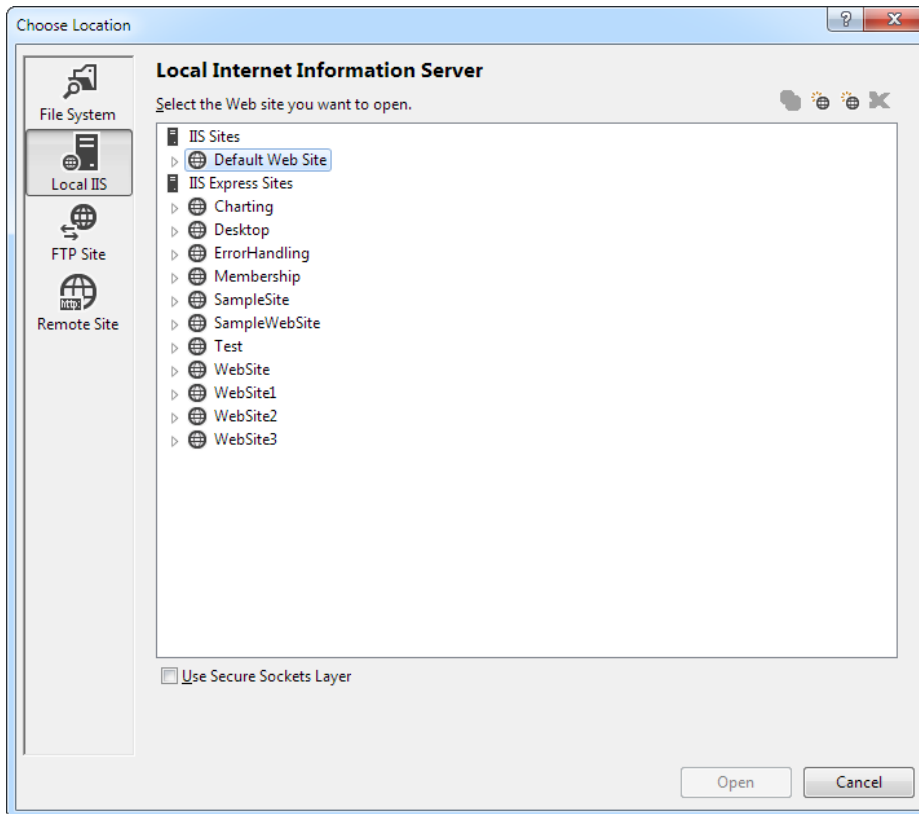 Choose Location
?
File System
Local IIS
FTP Site
http:
Remote Site
Local Internet Information Server
Select the Web site you want to open.
IIS Sites
Default Web Site
IIS Express Sites
Charting
Desktop
ErrorHandling
Membership
SampleSite
SampleWebSite
Test
WebSite
WebSite1
WebSite2
WebSite3
Use Secure Sockets Layer
Open
Cancel